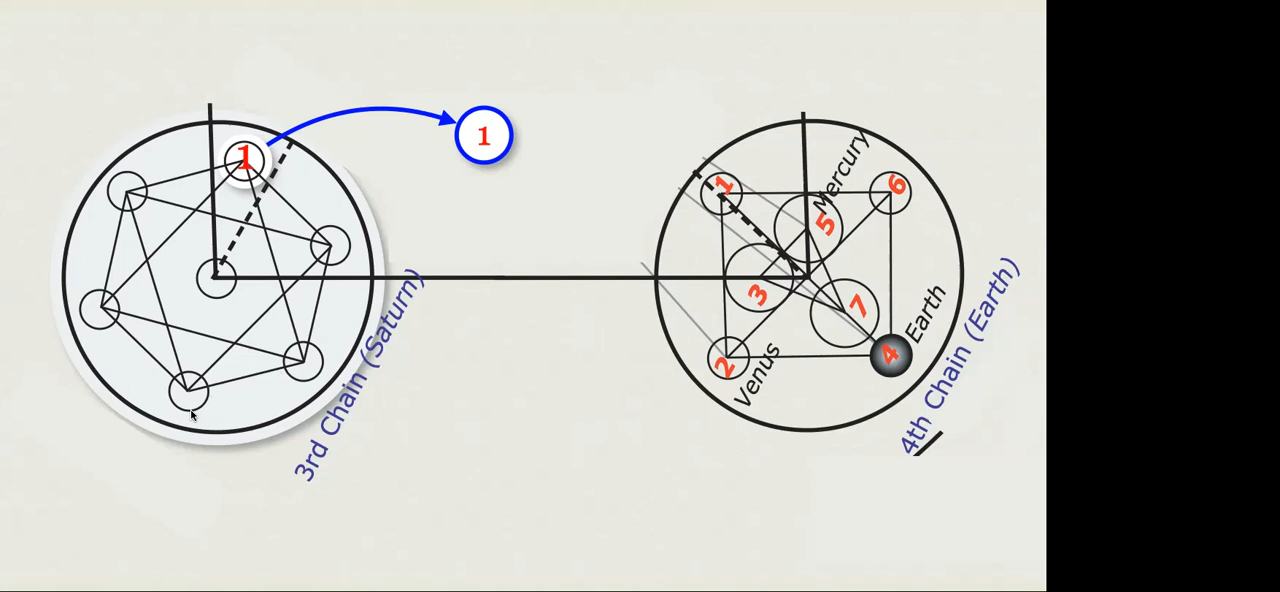 1
1
3rd Chain (Saturn)
1
6
Mercury
5
3
7
2
Venus
4
Earth
4th Chain (Earth)